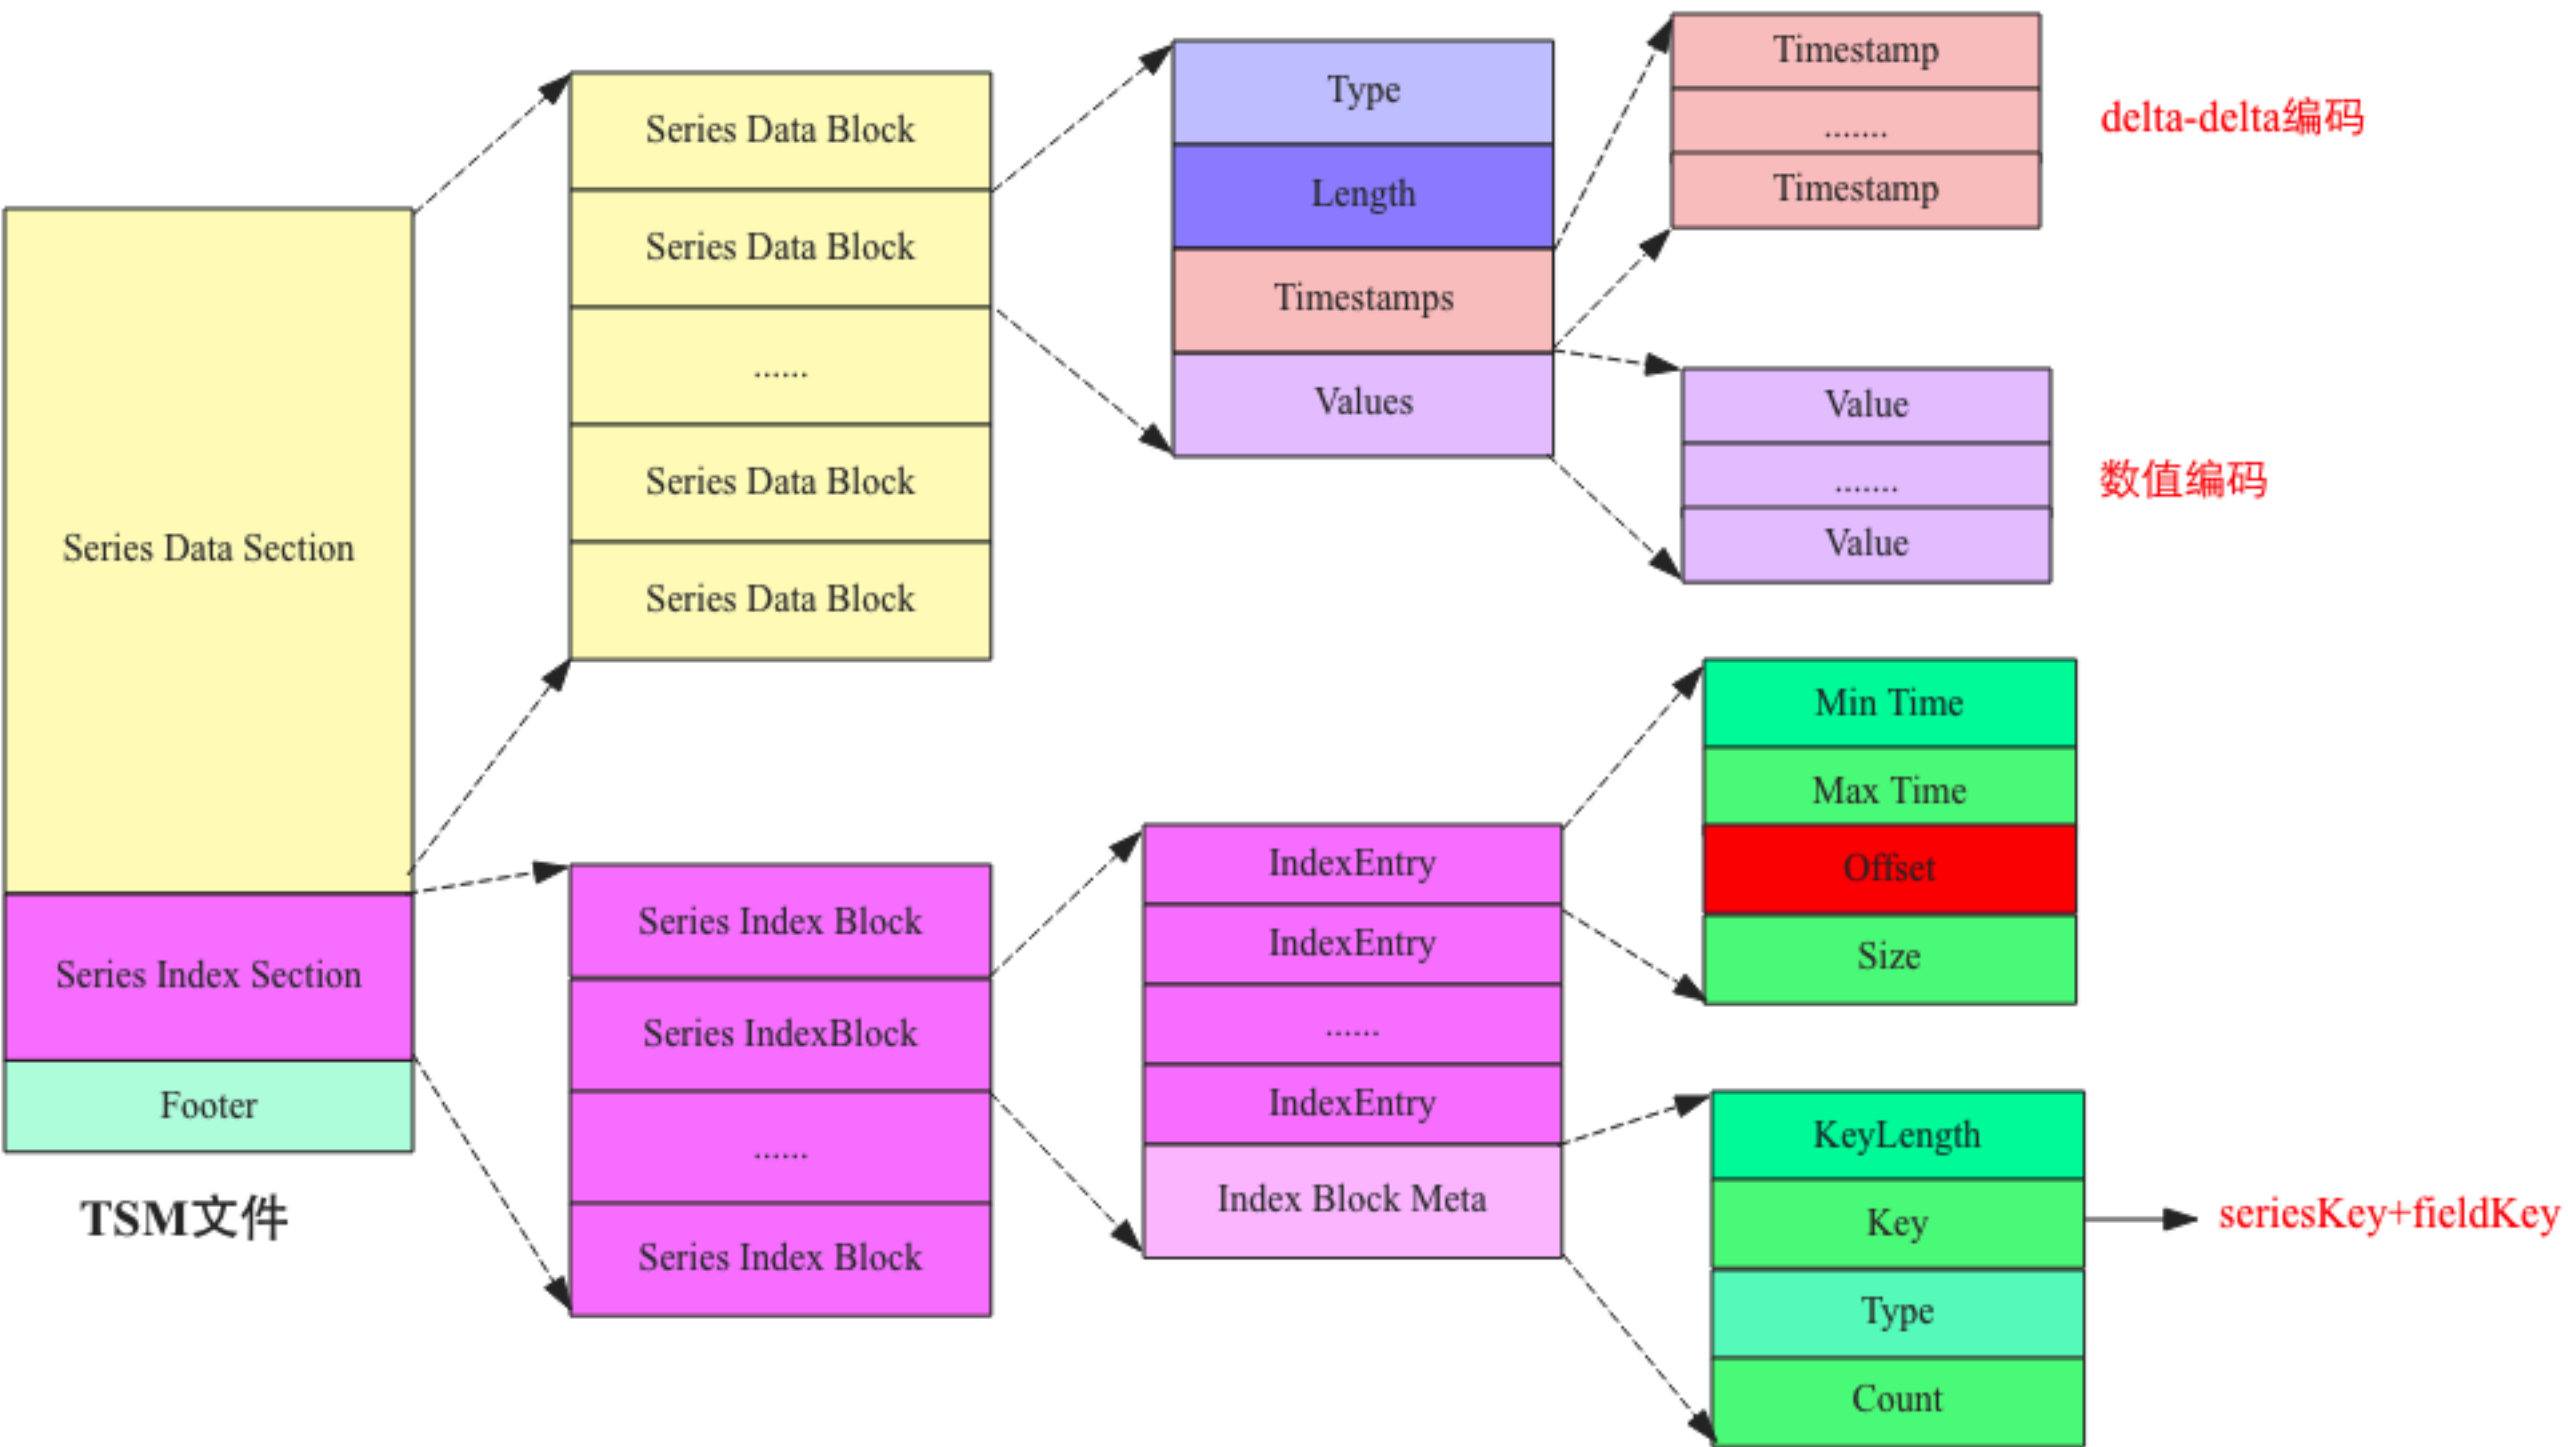 Series Data Section
Series Index Section
Footer
TSM文件
Series Data Block
Series Data Block
......
Series Data Block
Series Data Block
Type
Length
Timestamps
Values
Timestamp
.......
Timestamp
delta-delta编码
Value
.......
Value
数值编码
Series Index Block
Series IndexBlock
......
Series Index Block
IndexEntry
IndexEntry
......
IndexEntry
Index Block Meta
Min Time
Max Time
Offset
Size
KeyLength
Key
Type
Count
seriesKey+fieldKey